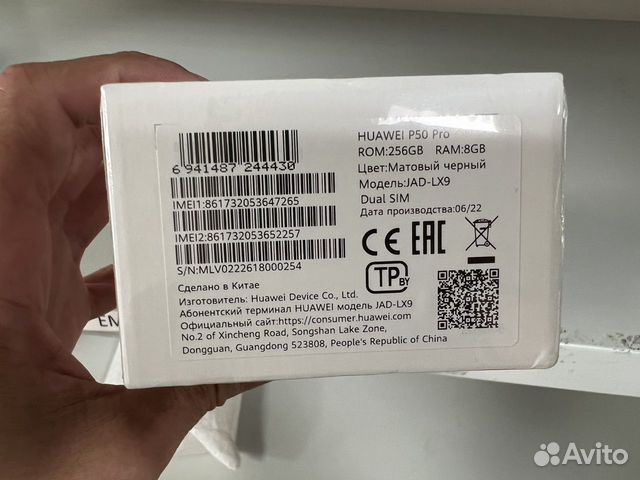 6 941487 244430
IMEI1:861732053647265
IMEI2:861732053652257
S/N:MLV0222618000254
HUAWEI P50 Pro
ROM:256GB RAM:8GB
Цвет:Матовый черный
Модель:JAD-LX9
Dual SIM
Дата производства:06/22
CE EAC
TP BY
Сделано в Китае
Изготовитель: Huawei Device Co., Ltd.
Абонентский терминал HUAWEI модель JAD-LX9
Официальный сайт:https://consumer.huawei.com
No.2 of Xincheng Road, Songshan Lake Zone,
Dongguan, Guangdong 523808, People's Republic of China
EM
Avito